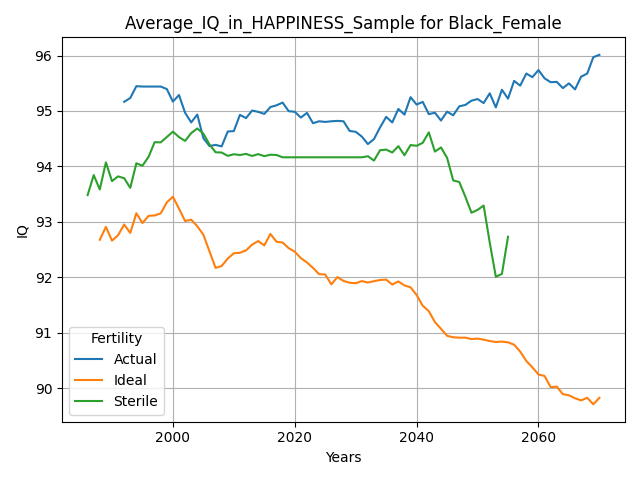 Average_IQ_in_HAPPINESS_Sample for Black_Female
96
95
94
93
92
91
90
IQ
Fertility
Actual
Ideal
Sterile
2000
2020
2040
2060
Years